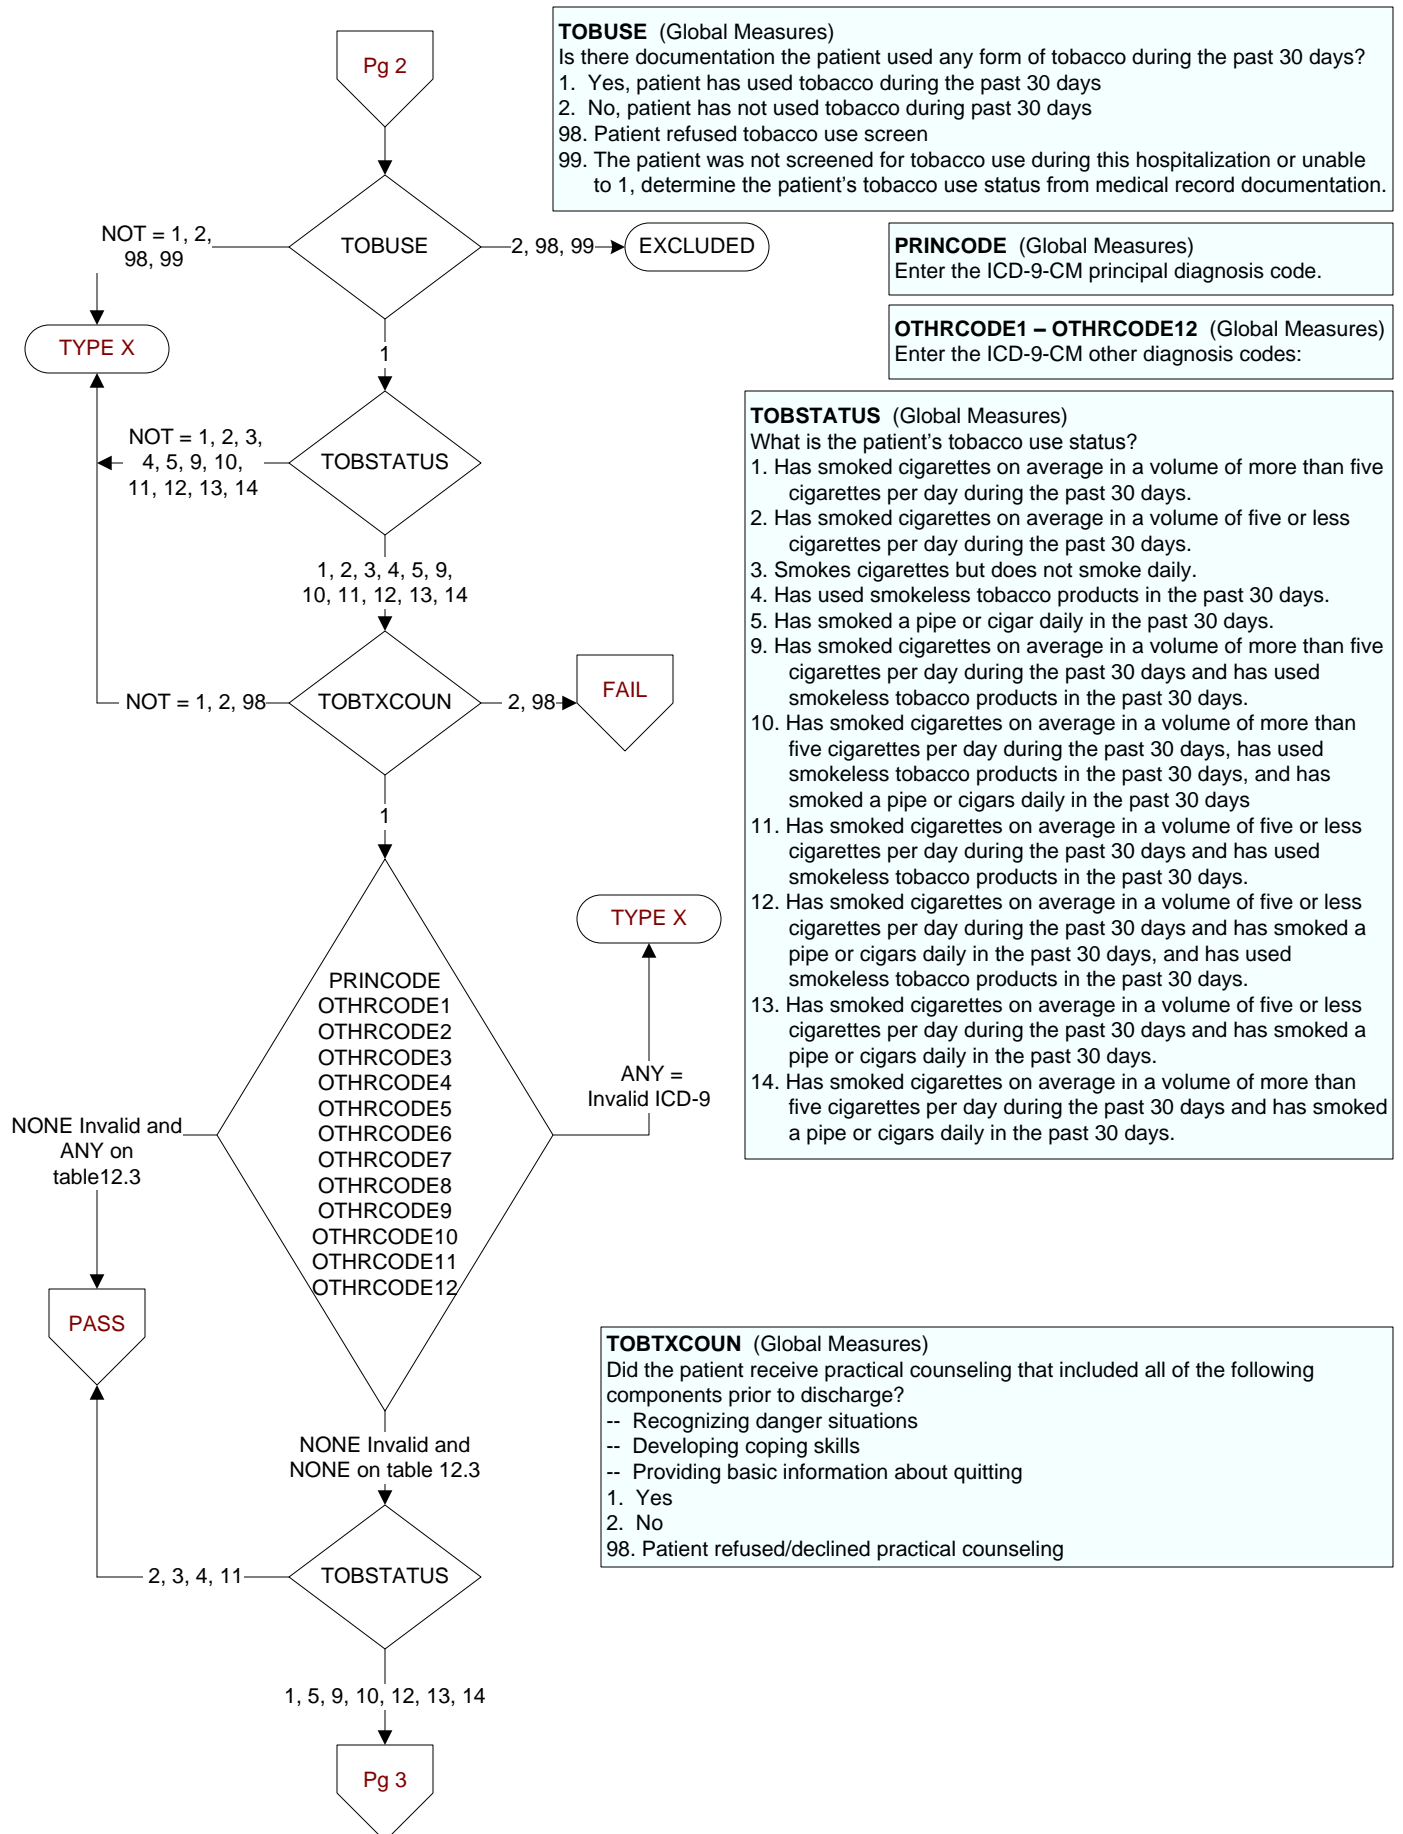 Pg 2
TOBUSE (Global Measures)
Is there documentation the patient used any form of tobacco during the past 30 days?
1. Yes, patient has used tobacco during the past 30 days
2. No, patient has not used tobacco during past 30 days
98. Patient refused tobacco use screen
99. The patient was not screened for tobacco use during this hospitalization or unable
to 1, determine the patient's tobacco use status from medical record documentation.
NOT = 1, 2,
98, 99
TOBUSE
2, 98, 99
EXCLUDED
PRINCODE (Global Measures)
Enter the ICD-9-CM principal diagnosis code.
OTHRCODE1 – OTHRCODE12 (Global Measures)
Enter the ICD-9-CM other diagnosis codes:
TYPE X
1
TOBSTATUS (Global Measures)
What is the patient's tobacco use status?
1. Has smoked cigarettes on average in a volume of more than five
cigarettes per day during the past 30 days.
2. Has smoked cigarettes on average in a volume of five or less
cigarettes per day during the past 30 days.
3. Smokes cigarettes but does not smoke daily.
4. Has used smokeless tobacco products in the past 30 days.
5. Has smoked a pipe or cigar daily in the past 30 days.
9. Has smoked cigarettes on average in a volume of more than five
cigarettes per day during the past 30 days and has used
smokeless tobacco products in the past 30 days.
10. Has smoked cigarettes on average in a volume of more than
five cigarettes per day during the past 30 days, has used
smokeless tobacco products in the past 30 days, and has
smoked a pipe or cigars daily in the past 30 days
11. Has smoked cigarettes on average in a volume of five or less
cigarettes per day during the past 30 days and has used
smokeless tobacco products in the past 30 days.
12. Has smoked cigarettes on average in a volume of five or less
cigarettes per day during the past 30 days and has smoked a
pipe or cigars daily in the past 30 days, and has used
smokeless tobacco products in the past 30 days.
13. Has smoked cigarettes on average in a volume of five or less
cigarettes per day during the past 30 days and has smoked a
pipe or cigars daily in the past 30 days.
14. Has smoked cigarettes on average in a volume of more than
five cigarettes per day during the past 30 days and has smoked
a pipe or cigars daily in the past 30 days.
NOT = 1, 2, 3,
4, 5, 9, 10,
11, 12, 13, 14
TOBSTATUS
1, 2, 3, 4, 5, 9,
10, 11, 12, 13, 14
NOT = 1, 2, 98
TOBTXCOUN
2, 98
FAIL
1
TYPE X
PRINCODE
OTHRCODE1
OTHRCODE2
OTHRCODE3
OTHRCODE4
OTHRCODE5
OTHRCODE6
OTHRCODE7
OTHRCODE8
OTHRCODE9
OTHRCODE10
OTHRCODE11
OTHRCODE12
ANY =
Invalid ICD-9
NONE Invalid and
ANY on
table12.3
PASS
TOBTXCOUN (Global Measures)
Did the patient receive practical counseling that included all of the following
components prior to discharge?
-- Recognizing danger situations
-- Developing coping skills
-- Providing basic information about quitting
1. Yes
2. No
98. Patient refused/declined practical counseling
NONE Invalid and
NONE on table 12.3
2, 3, 4, 11
TOBSTATUS
1, 5, 9, 10, 12, 13, 14
Pg 3